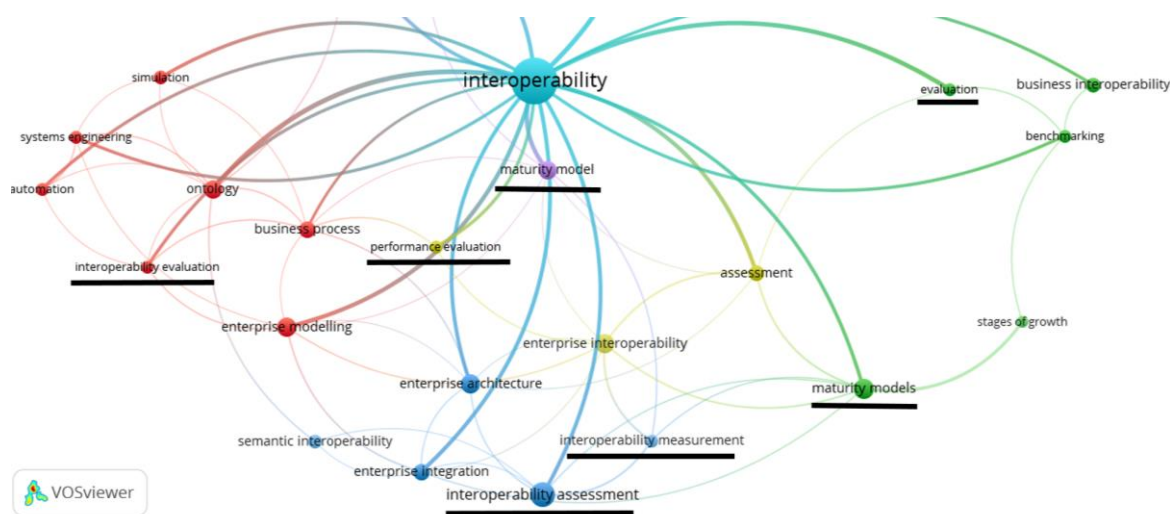 interoperability
simulation
evaluation
business interoperability
systems engineering
benchmarking
maturity model
automation
ontology
business process
performance evaluation
interoperability evaluation
assessment
enterprise modelling
stages of growth
enterprise interoperability
enterprise architecture
maturity models
semantic interoperability
interoperability measurement
enterprise integration
interoperability assessment
VOSviewer